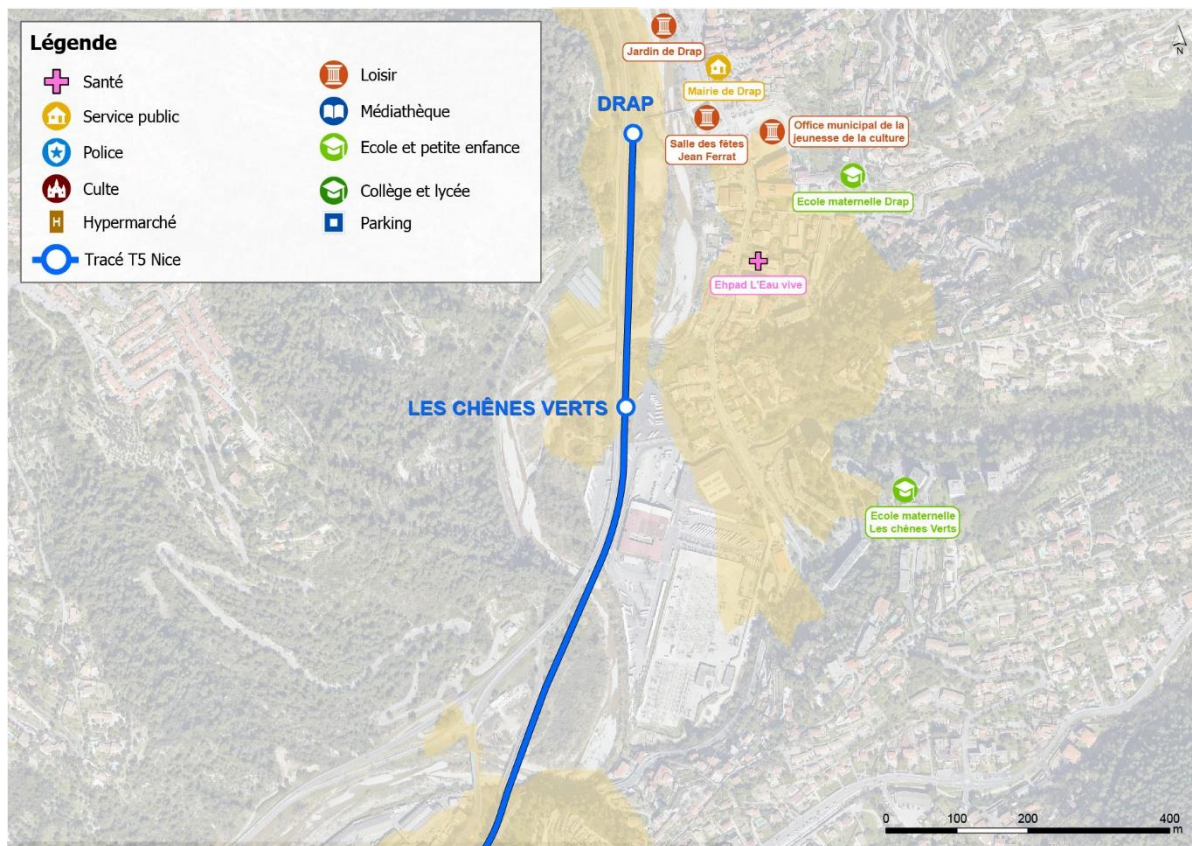 Légende
Santé
Service public
Police
Culte
H
Hypermarché
Tracé T5 Nice
Loisir
Médiathèque
Ecole et petite enfance
Collège et lycée
Parking
N
Jardin de Drap
Mairie de Drap
DRAP
Salle des fêtes
Jean Ferrat
Office municipal de la
jeunesse de la culture
Ecole maternelle Drap
Ehpad L'Eau vive
LES CHÊNES VERTS
Ecole maternelle
Les chênes Verts
0 100 200 400
m